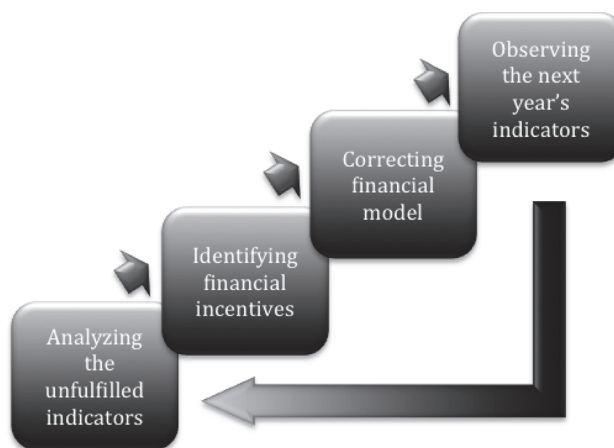 Observing
the next
year's
indicators
Correcting
financial
model
Identifying
financial
incentives
Analyzing
the
unfulfilled
indicators